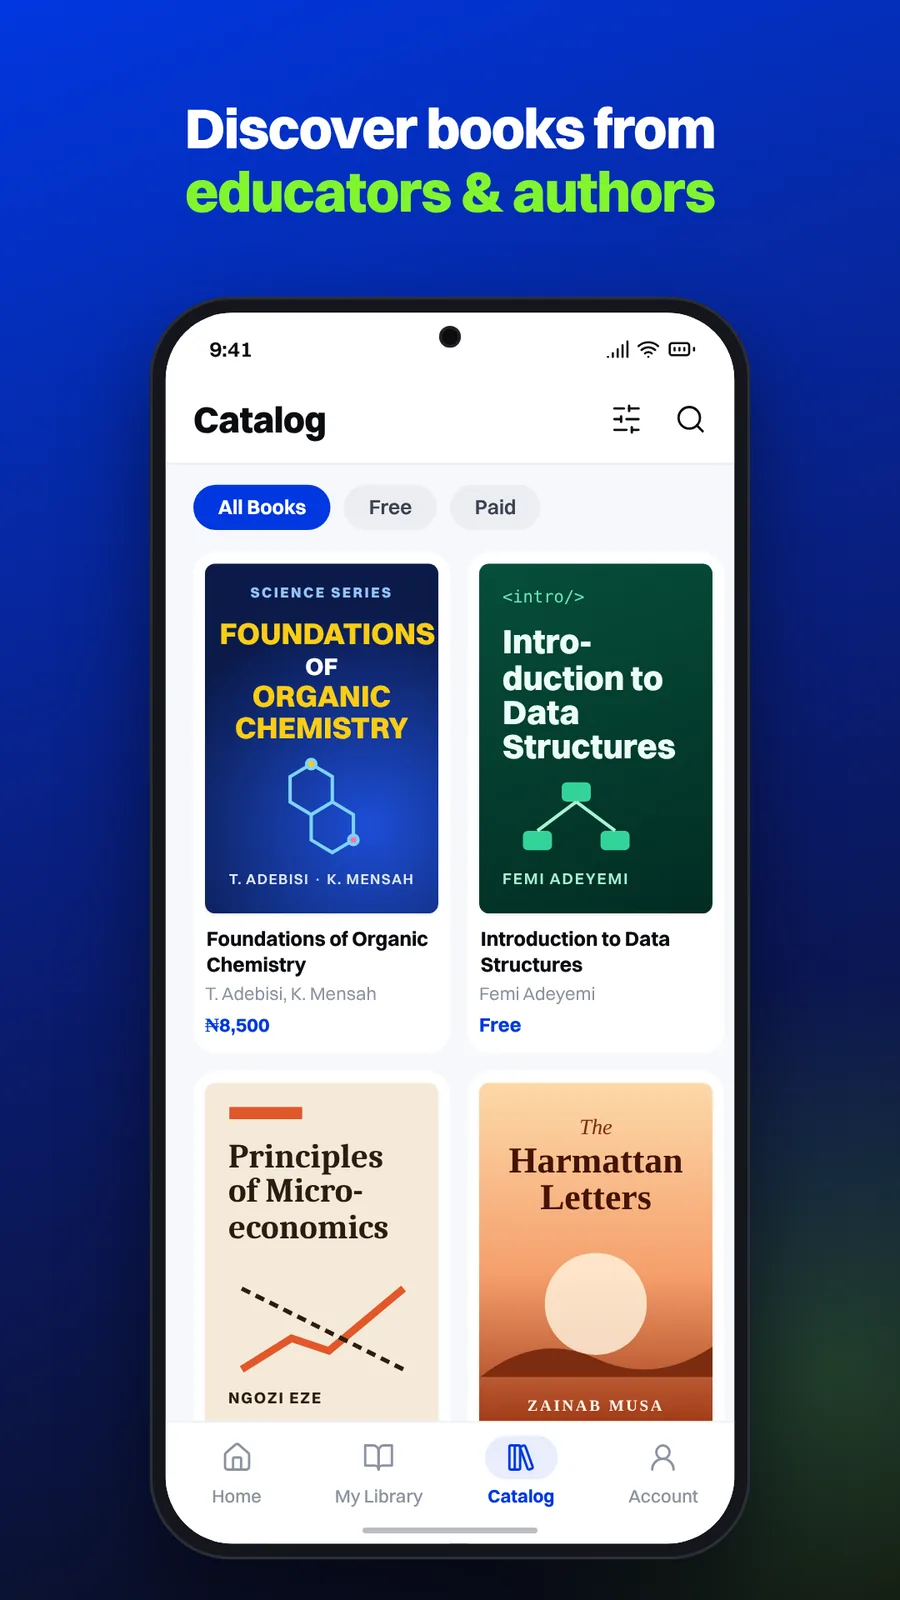 Discover books from
educators & authors
9:41
Catalog
All Books
Free
Paid
SCIENCE SERIES
FOUNDATIONS
OF
ORGANIC
CHEMISTRY
T. ADEBISI · K. MENSAH
Foundations of Organic
Chemistry
T. Adebisi, K. Mensah
₦8,500
<intro/>
Intro-
duction to
Data
Structures
FEMI ADEYEMI
Introduction to Data
Structures
Femi Adeyemi
Free
Principles
of Micro-
economics
NGOZI EZE
The
Harmattan
Letters
ZAINAB MUSA
Home
My Library
Catalog
Account